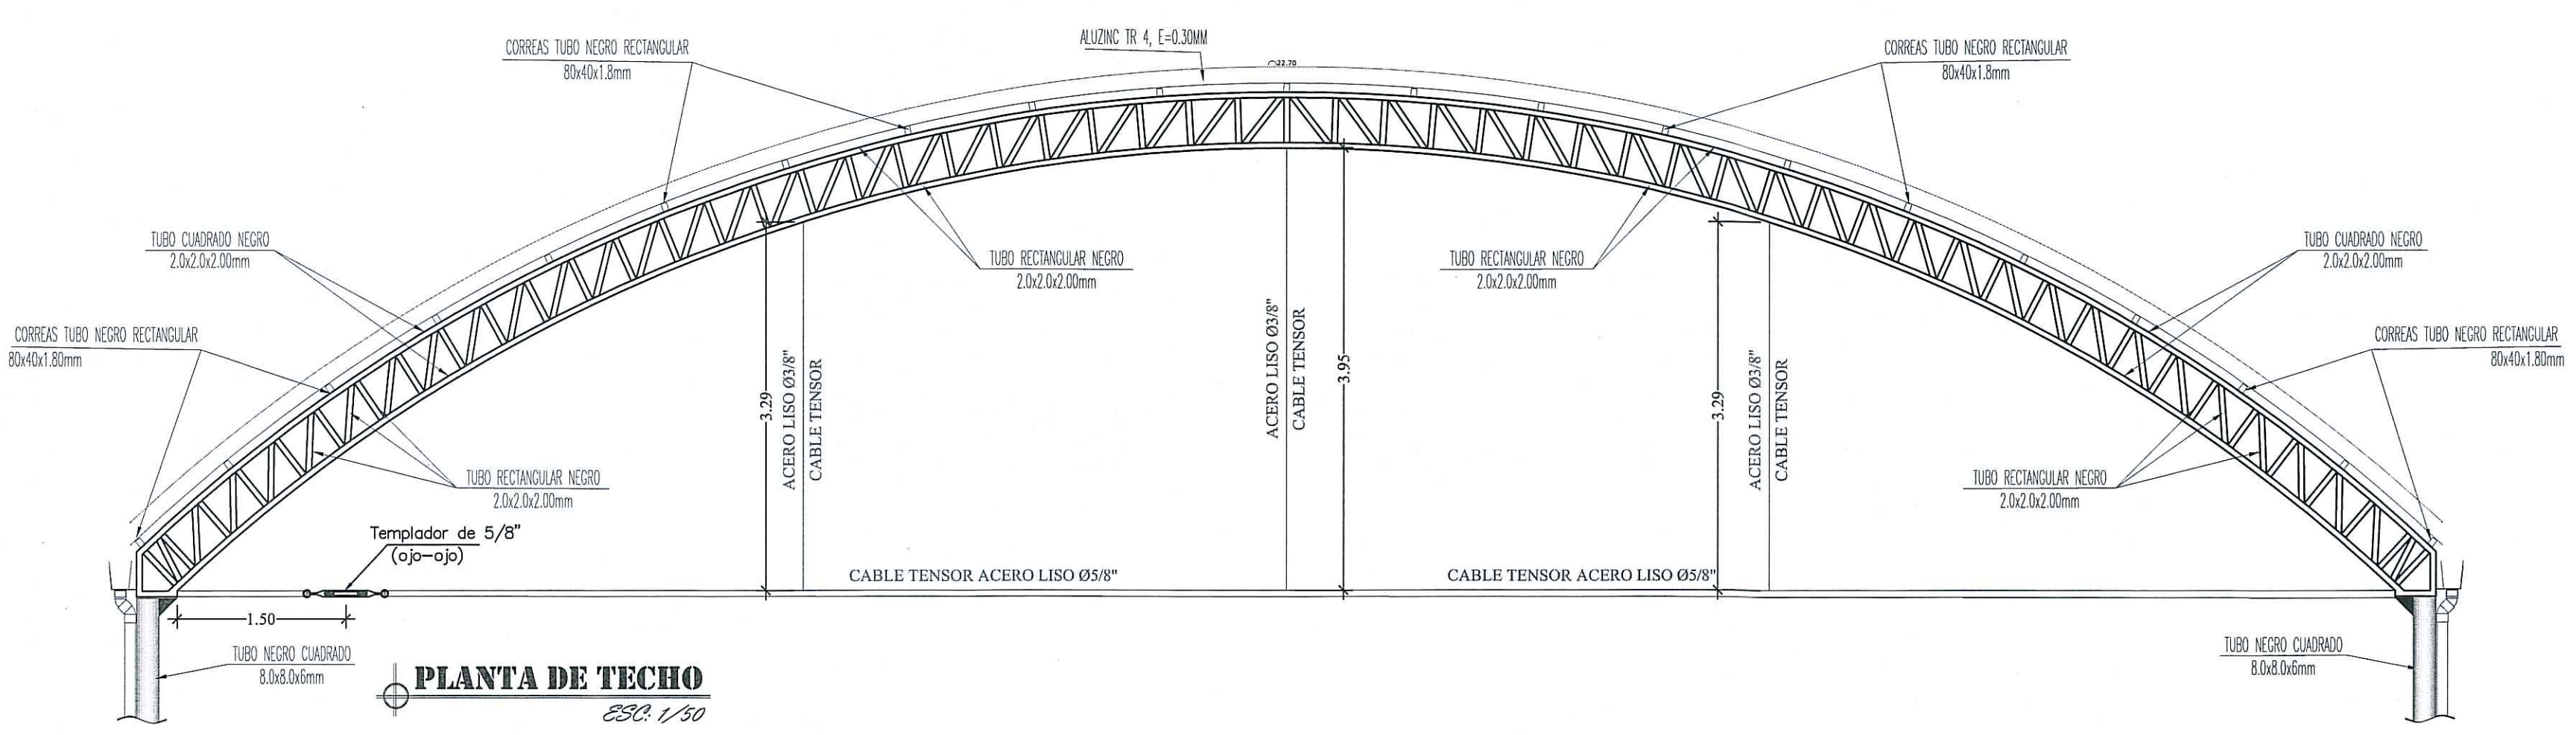 ALUZINC TR 4, E=0.30MM
22.70
CORREAS TUBO NEGRO RECTANGULAR
80x40x1.8mm
CORREAS TUBO NEGRO RECTANGULAR
80x40x1.8mm
TUBO CUADRADO NEGRO
2.0x2.0x2.00mm
TUBO RECTANGULAR NEGRO
2.0x2.0x2.00mm
TUBO RECTANGULAR NEGRO
2.0x2.0x2.00mm
TUBO CUADRADO NEGRO
2.0x2.0x2.00mm
CORREAS TUBO NEGRO RECTANGULAR
80x40x1.80mm
CORREAS TUBO NEGRO RECTANGULAR
80x40x1.80mm
3.29
ACERO LISO Ø3/8"
CABLE TENSOR
ACERO LISO Ø3/8"
CABLE TENSOR
3.95
3.29
ACERO LISO Ø3/8"
CABLE TENSOR
TUBO RECTANGULAR NEGRO
2.0x2.0x2.00mm
TUBO RECTANGULAR NEGRO
2.0x2.0x2.00mm
Templador de 5/8"
(ojo-ojo)
CABLE TENSOR ACERO LISO Ø5/8"
CABLE TENSOR ACERO LISO Ø5/8"
1.50
TUBO NEGRO CUADRADO
8.0x8.0x6mm
TUBO NEGRO CUADRADO
8.0x8.0x6mm
PLANTA DE TECHO
ESC: 1/50